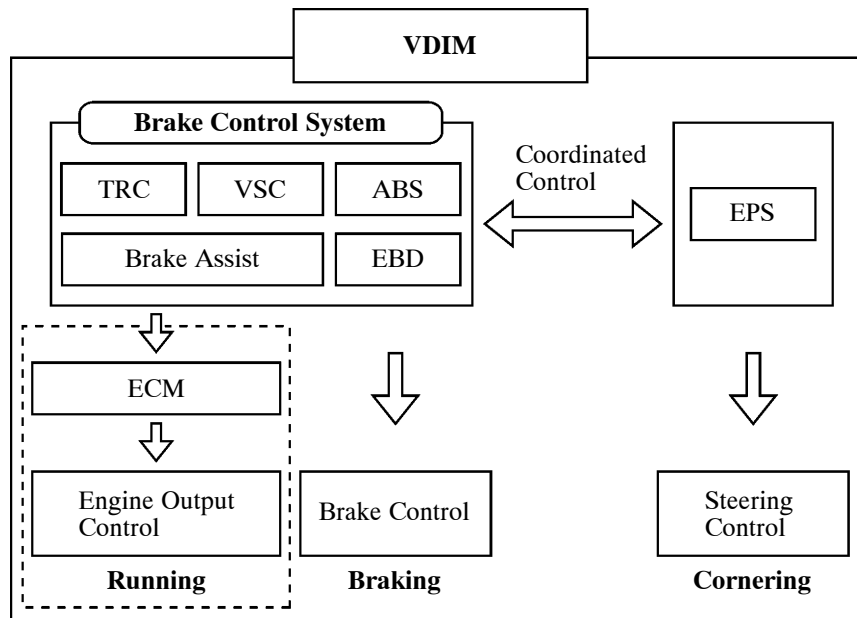 VDIM
Brake Control System
TRC
VSC
ABS
Brake Assist
EBD
Coordinated
Control
EPS
ECM
Engine Output
Control
Running
Brake Control
Braking
Steering
Control
Cornering